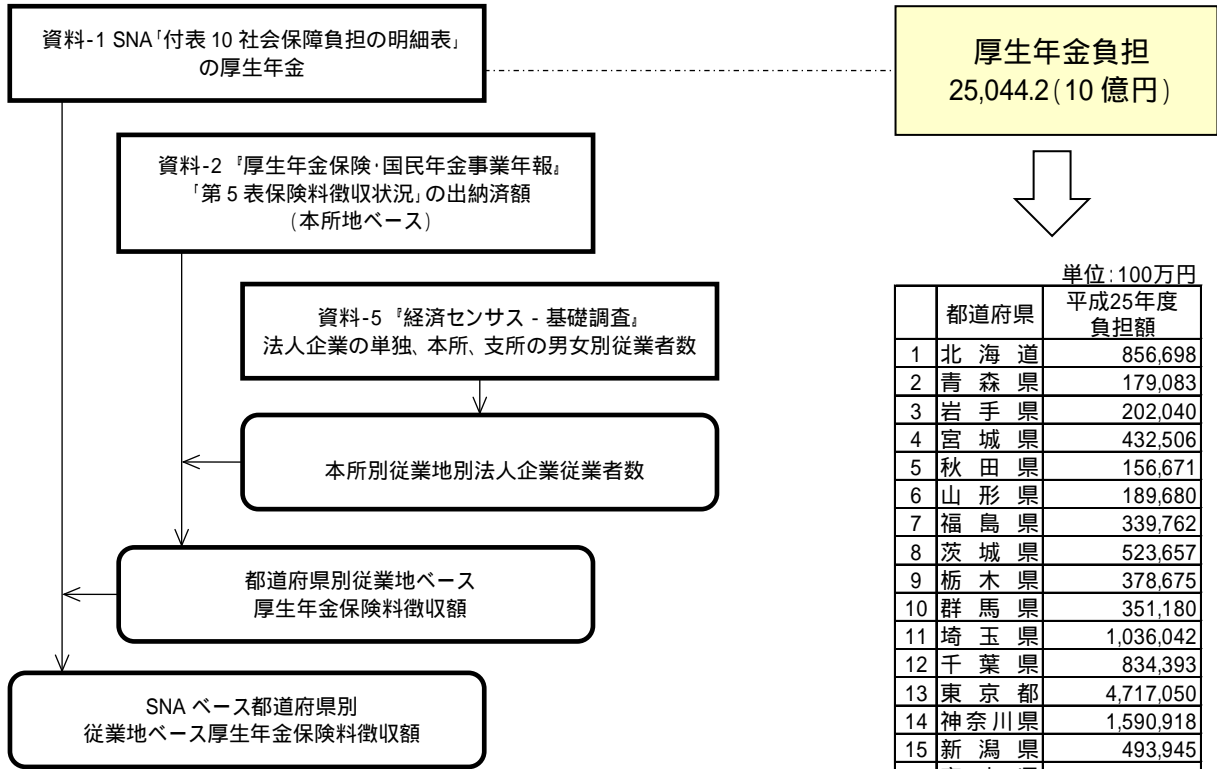 資料-1 SNA「付表 10 社会保障負担の明細表」
の厚生年金
厚生年金負担
25,044.2(10 億円)
資料-2 『厚生年金保険・国民年金事業年報』
「第 5 表保険料徴収状況」の出納済額
(本所地ベース)
資料-5 『経済センサス - 基礎調査』
法人企業の単独、本所、支所の男女別従業者数
本所別従業地別法人企業従業者数
都道府県別従業地ベース
厚生年金保険料徴収額
SNA ベース都道府県別
従業地ベース厚生年金保険料徴収額
単位:100万円
都道府県 平成25年度
負担額
1 北海道 856,698
2 青森県 179,083
3 岩手県 202,040
4 宮城県 432,506
5 秋田県 156,671
6 山形県 189,680
7 福島県 339,762
8 茨城県 523,657
9 栃木県 378,675
10 群馬県 351,180
11 埼玉県 1,036,042
12 千葉県 834,393
13 東京都 4,717,050
14 神奈川県 1,590,918
15 新潟県 493,945